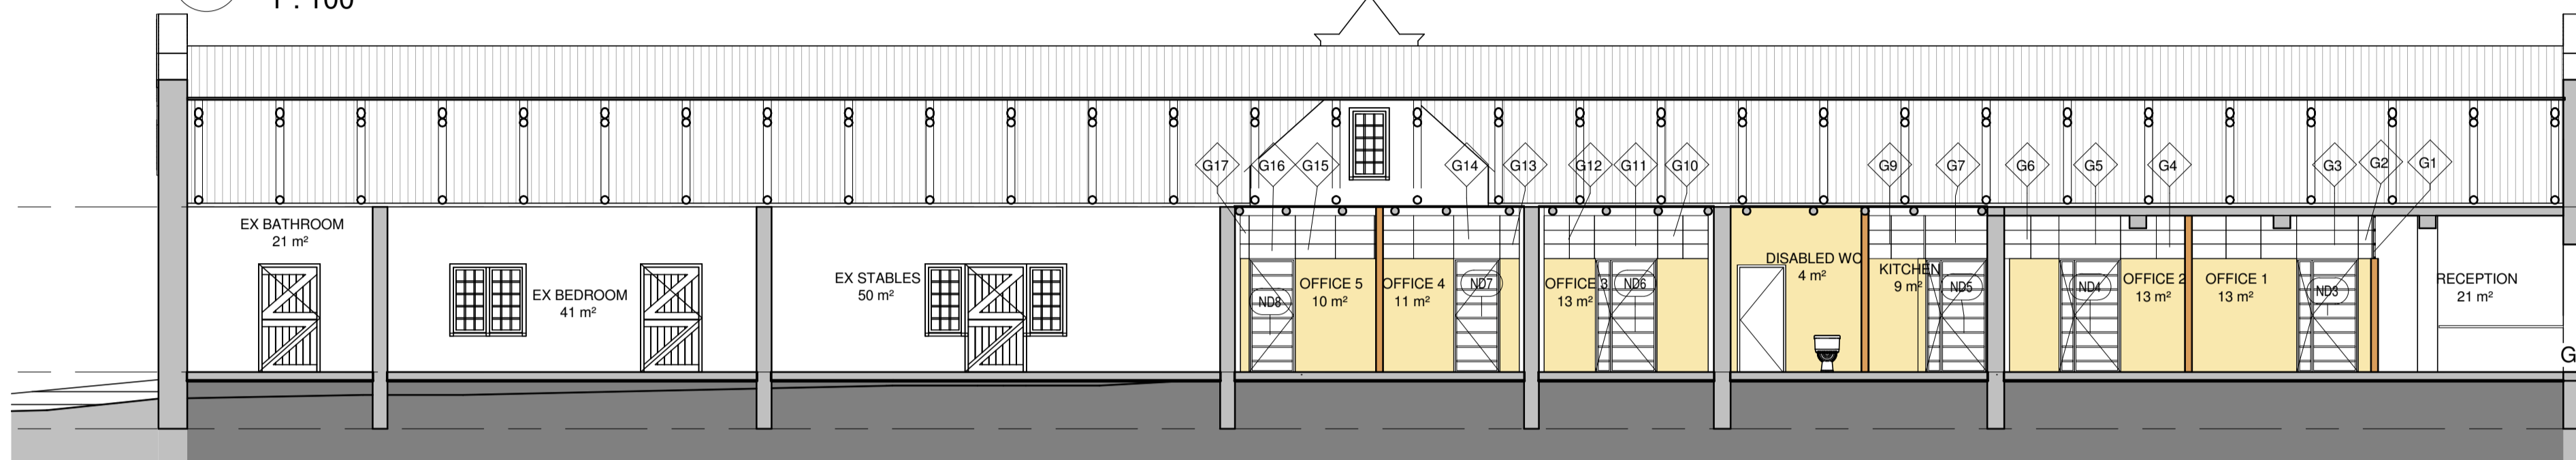 1 : 100
G17
G16
G15
G14
G13
G12
G11
G10
G9
G7
G6
G5
G4
G3
G2
G1
EX BATHROOM
21 m²
EX BEDROOM
41 m²
EX STABLES
50 m²
ND8
OFFICE 5
10 m²
OFFICE 4
11 m²
ND7
OFFICE 3
13 m²
ND6
DISABLED WC
4 m²
KITCHEN
9 m²
ND5
ND4
OFFICE 2
13 m²
OFFICE 1
13 m²
ND3
RECEPTION
21 m²
G